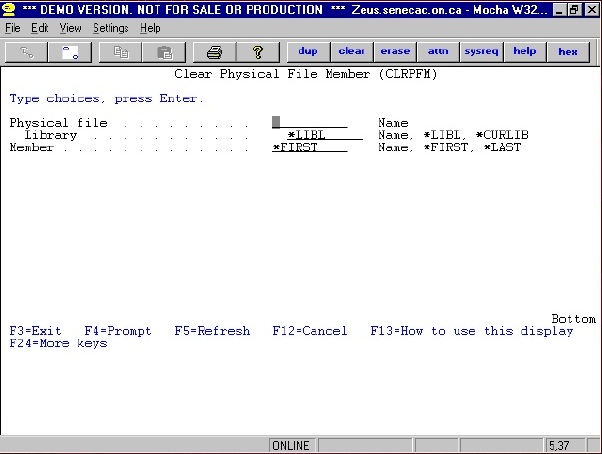 *** DEMO VERSION. NOT FOR SALE OR PRODUCTION *** Zeus.senecac.on.ca - Mocha W32...
File Edit View Settings Help
dup clear erase attn sysreq help hex
Clear Physical File Member (CLRPFM)
Type choices, press Enter.
Physical file . . . . . . . . . . Name
Library . . . . . . . . . . . *LIBL Name, *LIBL, *CURLIB
Member . . . . . . . . . . . . . *FIRST Name, *FIRST, *LAST
Bottom
F3=Exit F4=Prompt F5=Refresh F12=Cancel F13=How to use this display
F24=More keys
ONLINE 5,37